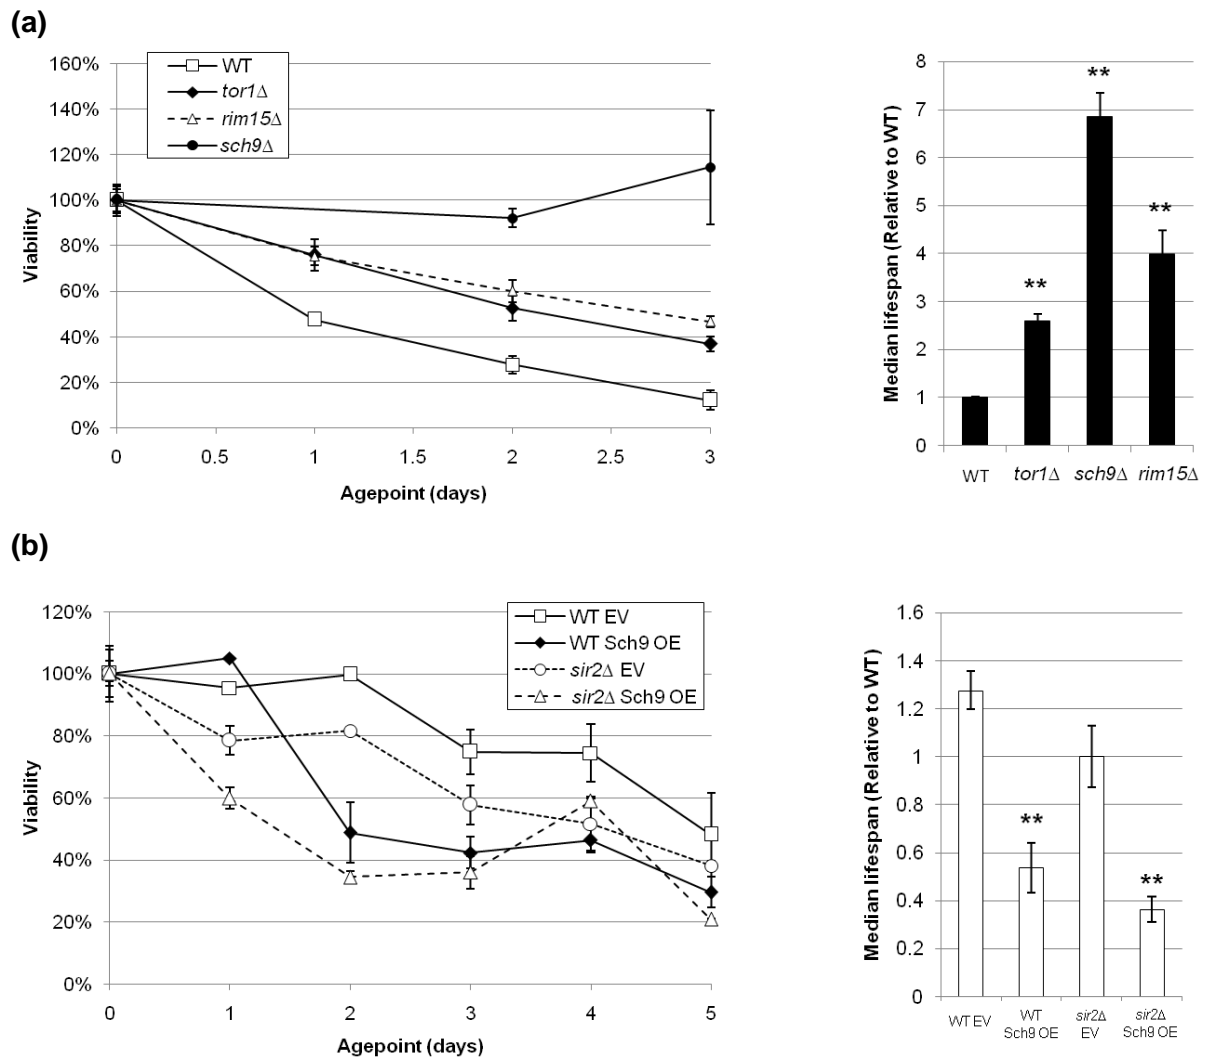 (a)
160%
140%
120%
100%
80%
60%
40%
20%
0%
Viability
WT
tor1Δ
rim15Δ
sch9Δ
0
0.5
1
1.5
2
2.5
3
Agepoint (days)
8
7
6
5
4
3
2
1
0
Median lifespan (Relative to WT)
**
**
**
WT
tor1Δ
sch9Δ
rim15Δ
(b)
120%
100%
80%
60%
40%
20%
0%
Viability
WT EV
WT Sch9 OE
sir2Δ EV
sir2Δ Sch9 OE
0
1
2
3
4
5
Agepoint (days)
1.6
1.4
1.2
1
0.8
0.6
0.4
0.2
0
Median lifespan (Relative to WT)
**
**
WT EV
WT
Sch9 OE
sir2Δ
EV
sir2Δ
Sch9 OE